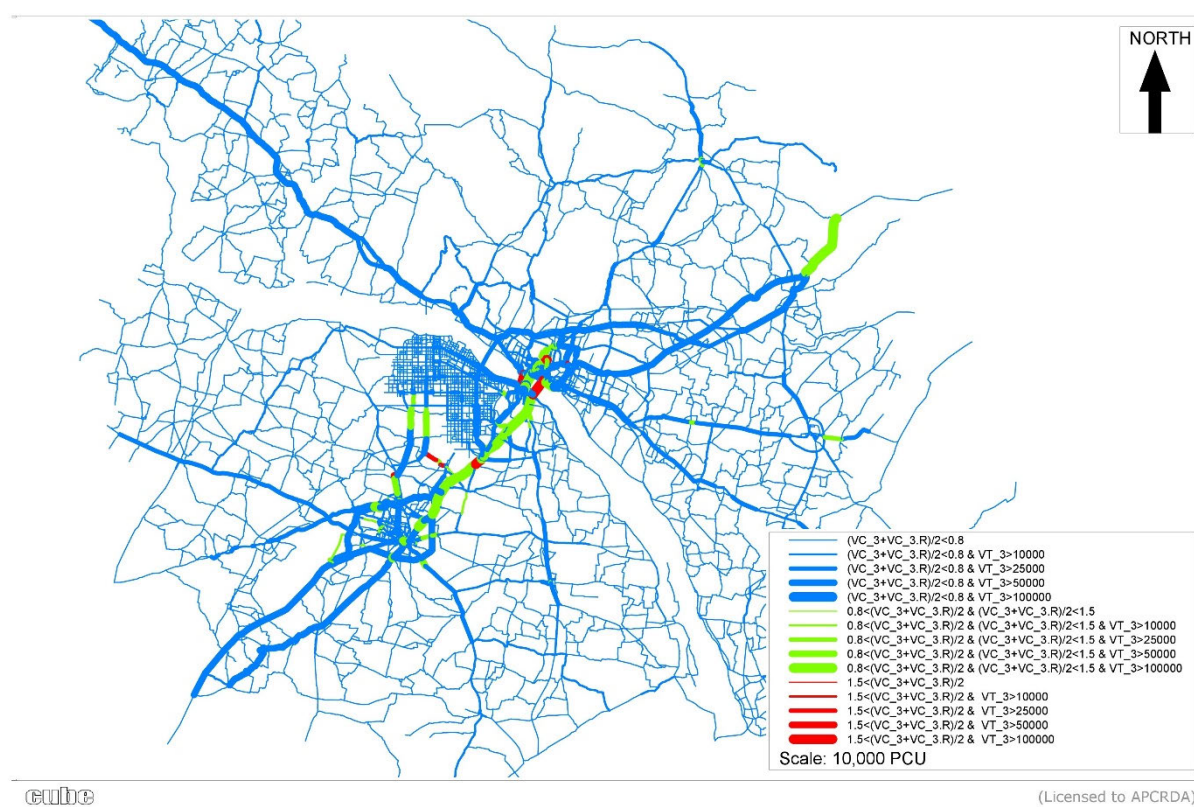 NORTH
(VC_3+VC_3.R)/2<0.8
(VC_3+VC_3.R)/2<0.8 & VT_3>10000
(VC_3+VC_3.R)/2<0.8 & VT_3>25000
(VC_3+VC_3.R)/2<0.8 & VT_3>50000
(VC_3+VC_3.R)/2<0.8 & VT_3>100000
0.8<(VC_3+VC_3.R)/2 & (VC_3+VC_3.R)/2<1.5
0.8<(VC_3+VC_3.R)/2 & (VC_3+VC_3.R)/2<1.5 & VT_3>10000
0.8<(VC_3+VC_3.R)/2 & (VC_3+VC_3.R)/2<1.5 & VT_3>25000
0.8<(VC_3+VC_3.R)/2 & (VC_3+VC_3.R)/2<1.5 & VT_3>50000
0.8<(VC_3+VC_3.R)/2 & (VC_3+VC_3.R)/2<1.5 & VT_3>100000
1.5<(VC_3+VC_3.R)/2
1.5<(VC_3+VC_3.R)/2 & VT_3>10000
1.5<(VC_3+VC_3.R)/2 & VT_3>25000
1.5<(VC_3+VC_3.R)/2 & VT_3>50000
1.5<(VC_3+VC_3.R)/2 & VT_3>100000
Scale: 10,000 PCU
cube
(Licensed to APCRDA)